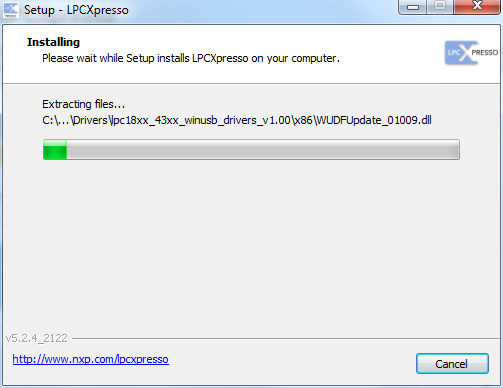 Setup - LPCXpresso
Installing
Please wait while Setup installs LPCXpresso on your computer.
LPC XPRESSO
Extracting files...
C:\...\Drivers\lpc18xx_43xx_winusb_drivers_v1.00\x86\WUDFUpdate_01009.dll
v5.2.4_2122
http://www.nxp.com/lpcxpresso
Cancel